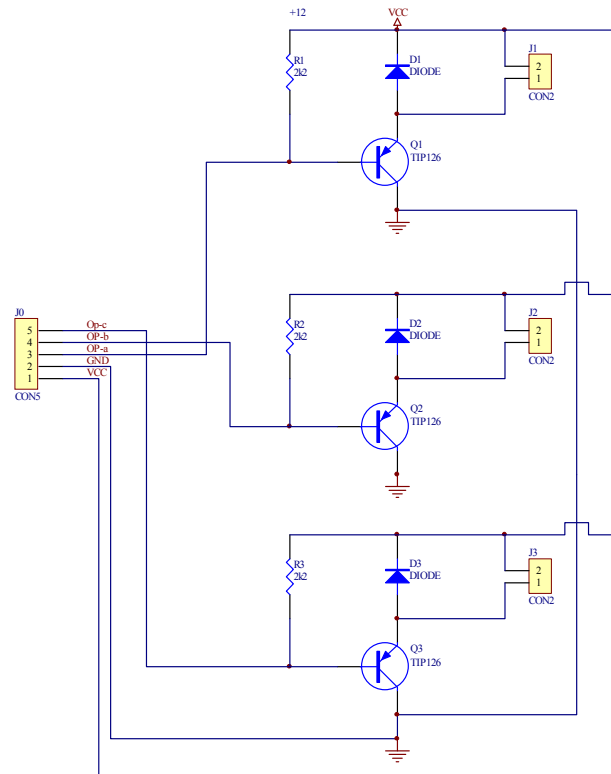 +12
VCC
R1
2k2
D1
DIODE
J1
2
1
CON2
Q1
TIP126
J0
5
4
3
2
1
CON5
Op-c
OP-b
OP-a
GND
VCC
R2
2k2
D2
DIODE
J2
2
1
CON2
Q2
TIP126
R3
2k2
D3
DIODE
J3
2
1
CON2
Q3
TIP126